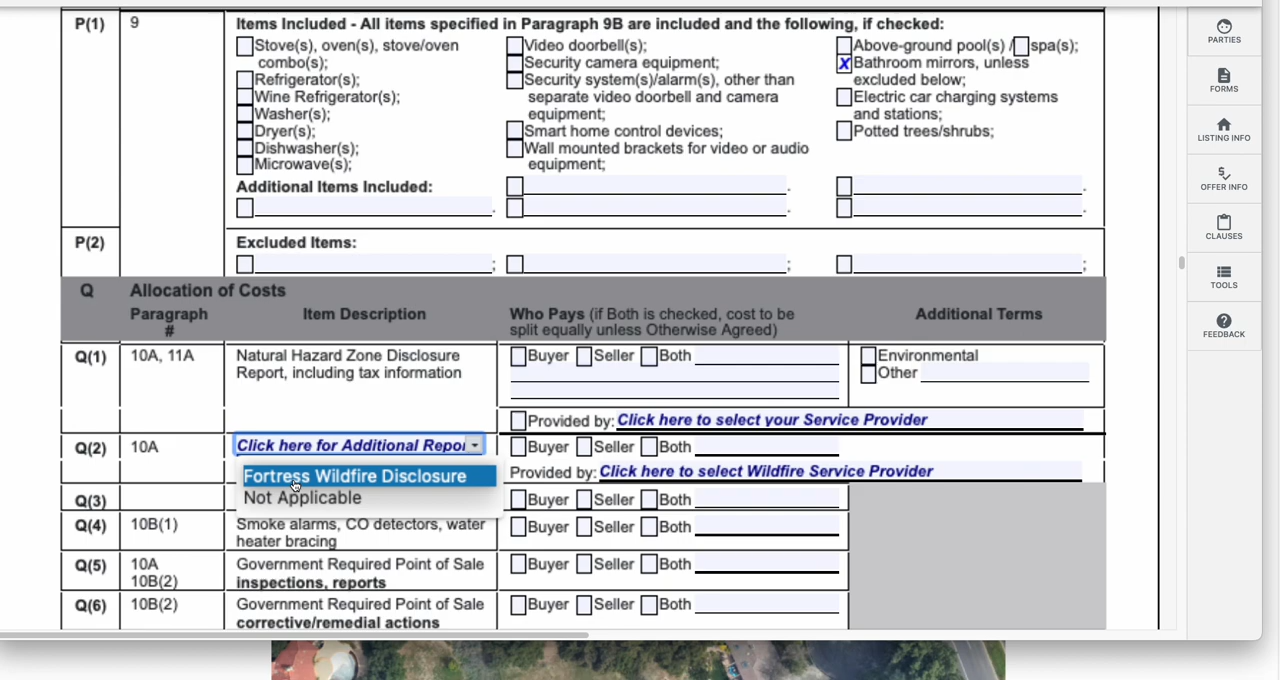 P(1) 9 Items Included - All items specified in Paragraph 9B are included and the following, if checked:
Stove(s), oven(s), stove/oven Video doorbell(s); Above-ground pool(s) / spa(s);
combo(s); Security camera equipment; X Bathroom mirrors, unless
Refrigerator(s); Security system(s)/alarm(s), other than excluded below;
Wine Refrigerator(s); separate video doorbell and camera Electric car charging systems
Washer(s); equipment; and stations;
Dryer(s); Smart home control devices; Potted trees/shrubs;
Dishwasher(s); Wall mounted brackets for video or audio
Microwave(s); equipment;
Additional Items Included: . .
. . .
P(2) Excluded Items:
; ; ;
Q Allocation of Costs
Paragraph Item Description Who Pays (if Both is checked, cost to be Additional Terms
# split equally unless Otherwise Agreed)
Q(1) 10A, 11A Natural Hazard Zone Disclosure Buyer Seller Both Environmental
Report, including tax information Other
Provided by: Click here to select your Service Provider
Q(2) 10A Click here for Additional Repor Buyer Seller Both
Fortress Wildfire Disclosure Provided by: Click here to select Wildfire Service Provider
Q(3) Not Applicable Buyer Seller Both
Q(4) 10B(1) Smoke alarms, CO detectors, water Buyer Seller Both
heater bracing
Q(5) 10A Government Required Point of Sale Buyer Seller Both
10B(2) inspections, reports
Q(6) 10B(2) Government Required Point of Sale Buyer Seller Both
corrective/remedial actions
PARTIES
FORMS
LISTING INFO
OFFER INFO
CLAUSES
TOOLS
FEEDBACK